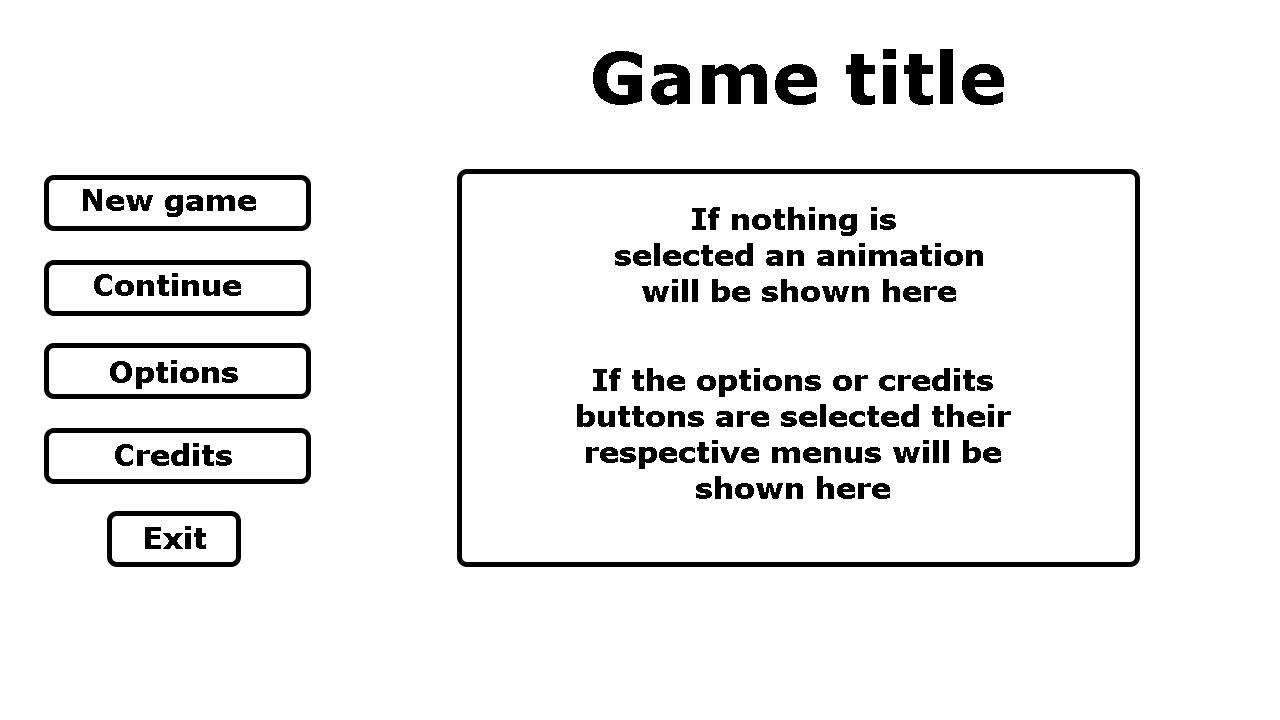 Game title
New game
Continue
Options
Credits
Exit
If nothing is
selected an animation
will be shown here
If the options or credits
buttons are selected their
respective menus will be
shown here